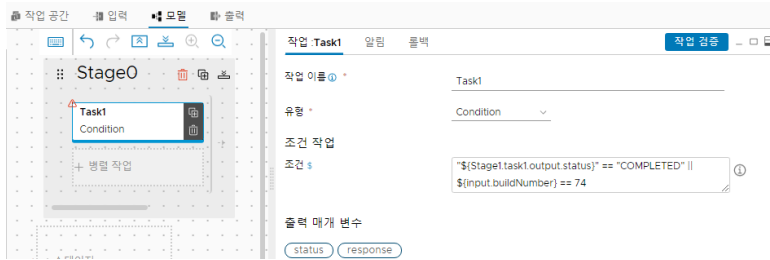 작업 공간 입력 모델 출력
Stage0
Task1
Condition
+ 병렬 작업
작업 :Task1 알림 롤백 작업 검증
작업 이름 * Task1
유형 * Condition
조건 작업
조건 $ "${Stage1.task1.output.status}" == "COMPLETED" ||
${input.buildNumber} == 74
출력 매개 변수
status response